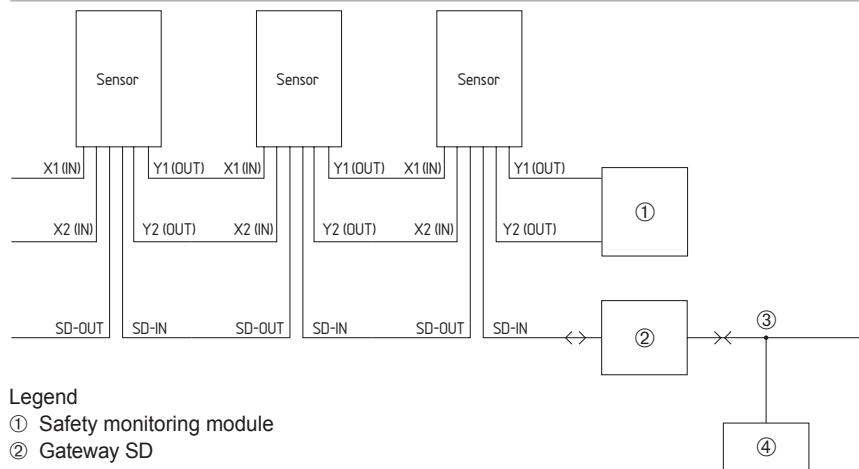 Sensor Sensor Sensor
X1 (IN) Y1 (OUT) X1 (IN) Y1 (OUT) X1 (IN) Y1 (OUT)
①
X2 (IN) Y2 (OUT) X2 (IN) Y2 (OUT) X2 (IN) Y2 (OUT)
SD-OUT SD-IN SD-OUT SD-IN SD-OUT SD-IN
② ③
Legend
① Safety monitoring module
② Gateway SD
④